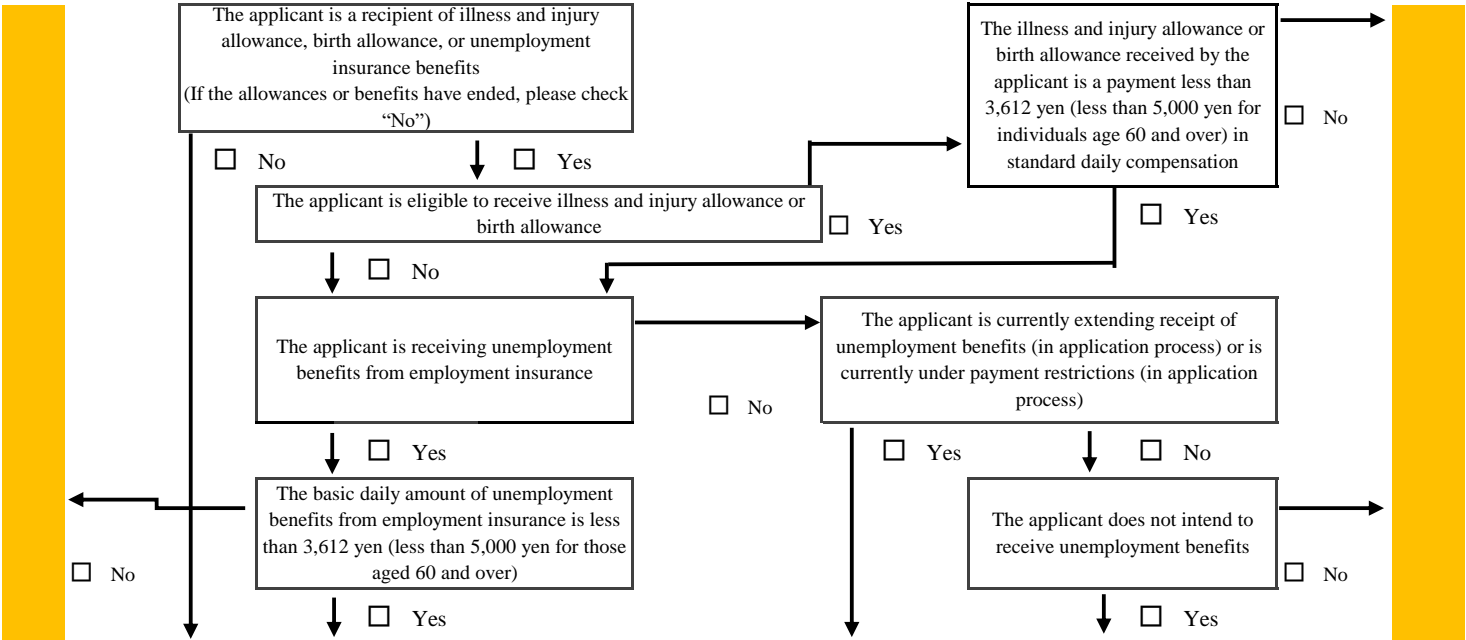 The applicant is a recipient of illness and injury
allowance, birth allowance, or unemployment
insurance benefits
(If the allowances or benefits have ended, please check
“No”)
The illness and injury allowance or
birth allowance received by the
applicant is a payment less than
3,612 yen (less than 5,000 yen for
individuals age 60 and over) in
standard daily compensation
☐ No
☐ No
☐ Yes
The applicant is eligible to receive illness and injury allowance or
birth allowance
☐ Yes
☐ Yes
☐ No
The applicant is receiving unemployment
benefits from employment insurance
The applicant is currently extending receipt of
unemployment benefits (in application process) or is
currently under payment restrictions (in application
process)
☐ No
☐ Yes
☐ Yes
☐ No
The basic daily amount of unemployment
benefits from employment insurance is less
than 3,612 yen (less than 5,000 yen for those
aged 60 and over)
The applicant does not intend to
receive unemployment benefits
☐ No
☐ No
☐ Yes
☐ Yes